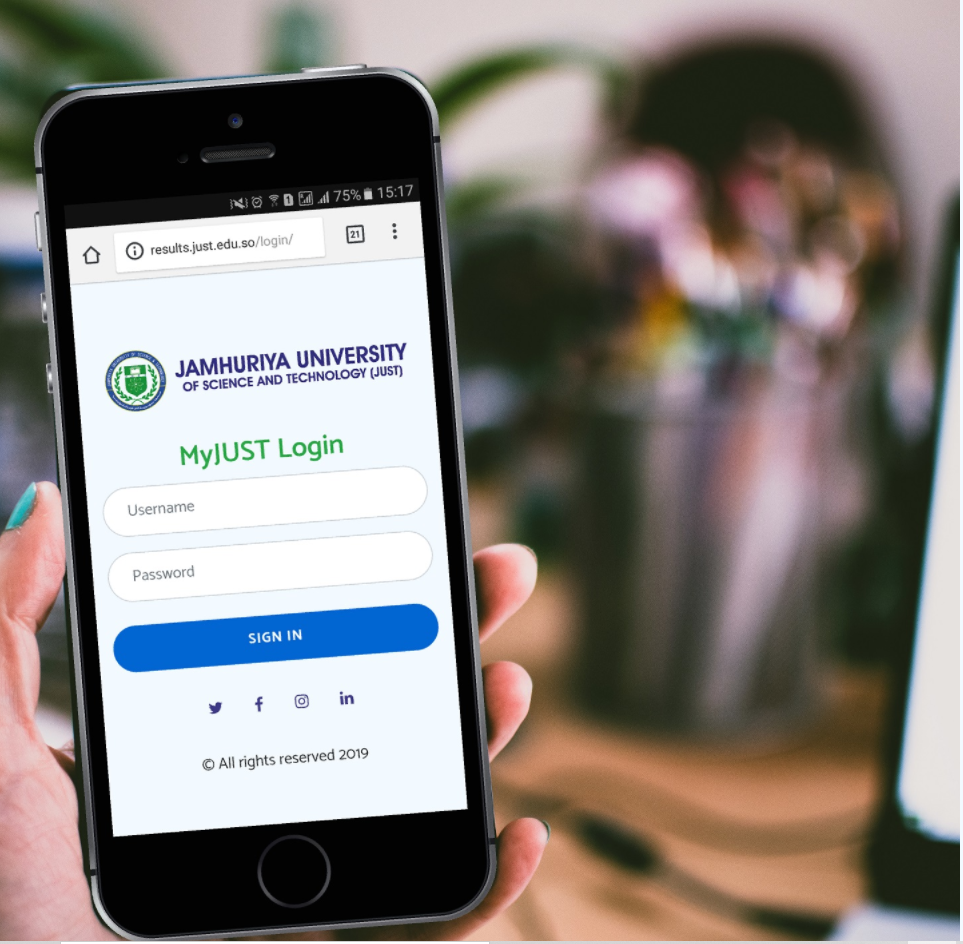 75% 15:17
results.just.edu.so/login/
21
JAMHURIYA UNIVERSITY
OF SCIENCE AND TECHNOLOGY (JUST)
MyJUST Login
Username
Password
SIGN IN
© All rights reserved 2019